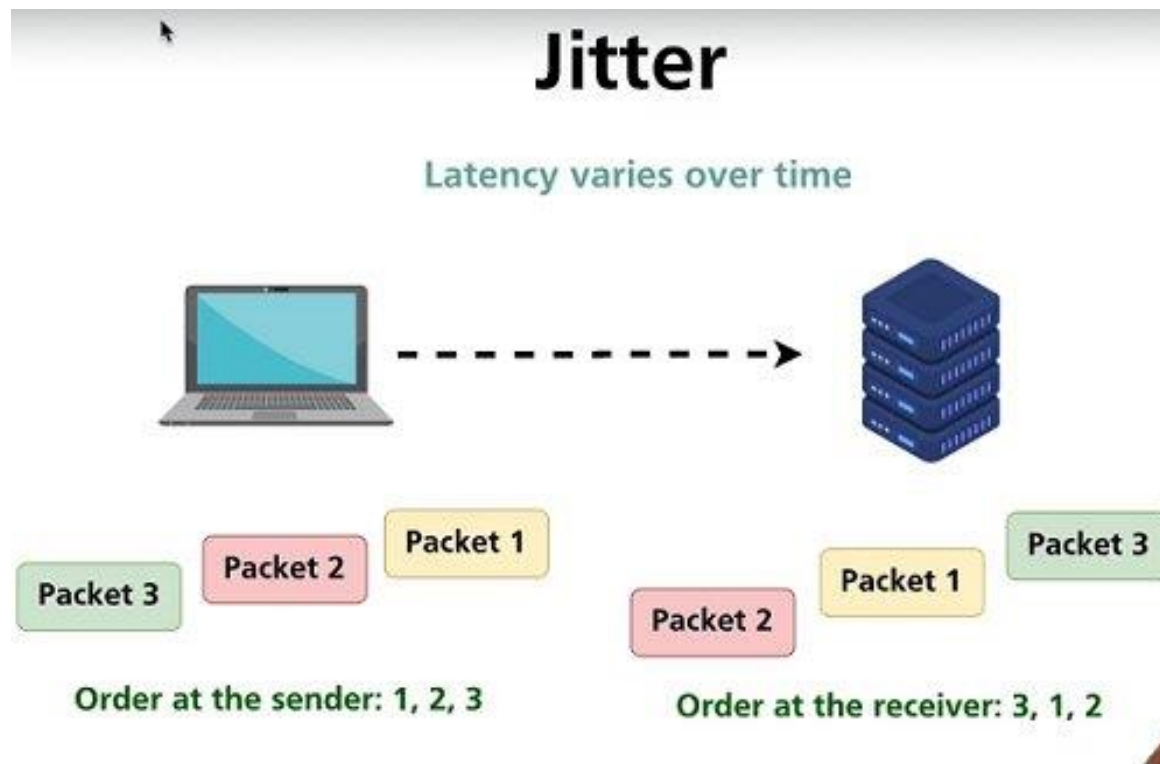 Jitter
Latency varies over time
Packet 3
Packet 2
Packet 1
Packet 2
Packet 1
Packet 3
Order at the sender: 1, 2, 3
Order at the receiver: 3, 1, 2